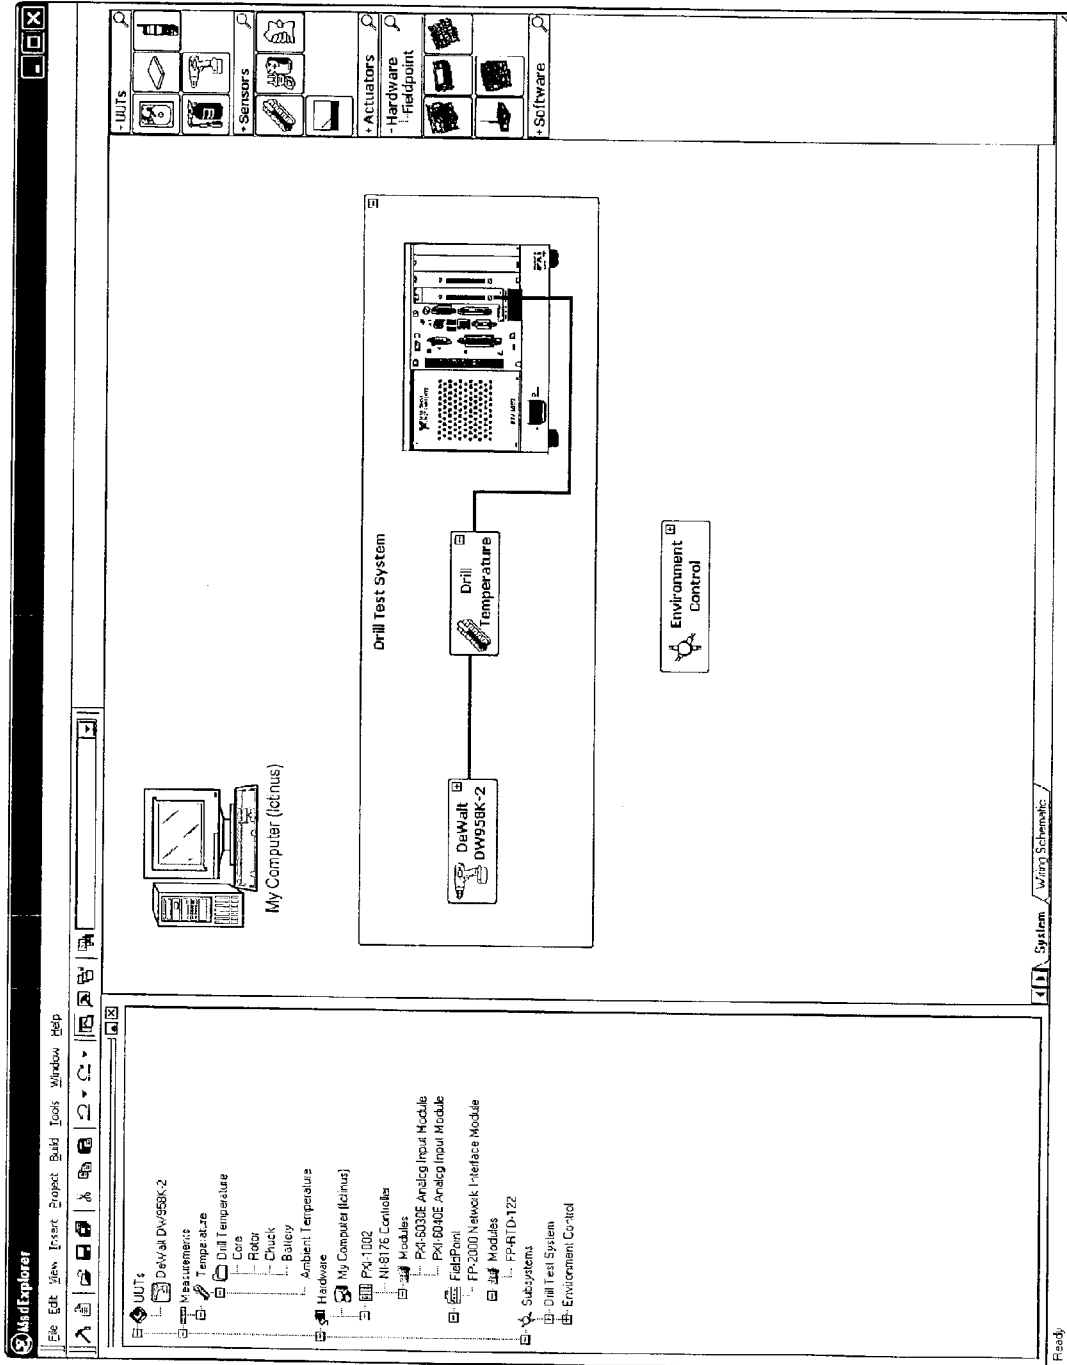 MsdExplorer
File Edit View Insert Project Build Tools Window Help
UUTs
DeWalt DW958K-2
Measurements
Temperature
Drill Temperature
Core
Rotor
Chuck
Battery
Ambient Temperature
Hardware
My Computer (Ictinus)
PXI-1002
NI-8176 Controller
Modules
PXI-6030E Analog Input Module
PXI-6040E Analog Input Module
FieldPoint
FP-2000 Network Interface Module
Modules
FP-RTD-122
Subsystems
Drill Test System
Environment Control
My Computer (Ictinus)
Drill Test System
DeWalt
DW958K-2
Drill
Temperature
Environment
Control
- UUTs
+ Sensors
+ Actuators
- Hardware
Fieldpoint
+ Software
System Wiring Schematic
Ready